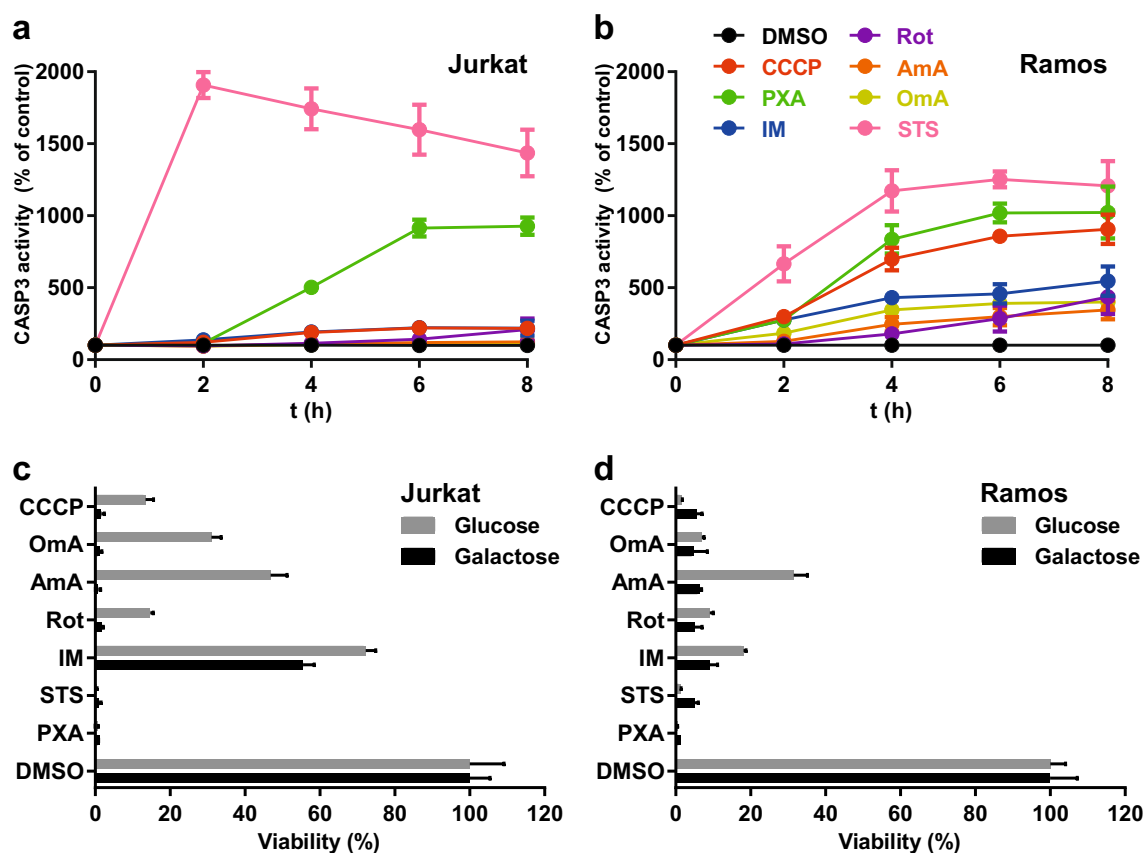 a
Jurkat
CASP3 activity (% of control)
2000
1500
1000
500
0
0 2 4 6 8
t (h)
b
DMSO Rot
CCCP AmA
PXA OmA
IM STS
Ramos
CASP3 activity (% of control)
2000
1500
1000
500
0
0 2 4 6 8
t (h)
c
Jurkat
Glucose
Galactose
CCCP
OmA
AmA
Rot
IM
STS
PXA
DMSO
0 20 40 60 80 100 120
Viability (%)
d
Ramos
Glucose
Galactose
CCCP
OmA
AmA
Rot
IM
STS
PXA
DMSO
0 20 40 60 80 100 120
Viability (%)